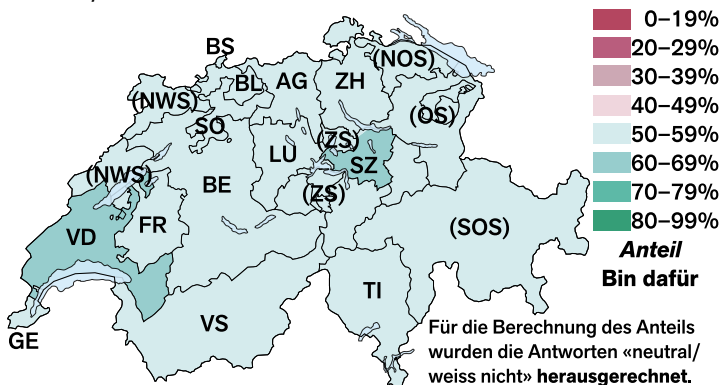 BS
(NOS)
BL
AG
ZH
(NWS)
(OS)
SO
(ZS)
LU
SZ
(NWS)
BE
(ZS)
FR
(SOS)
VD
TI
VS
GE
0–19%
20–29%
30–39%
40–49%
50–59%
60–69%
70–79%
80–99%
Anteil
Bin dafür
Für die Berechnung des Anteils
wurden die Antworten «neutral/
weiss nicht» herausgerechnet.